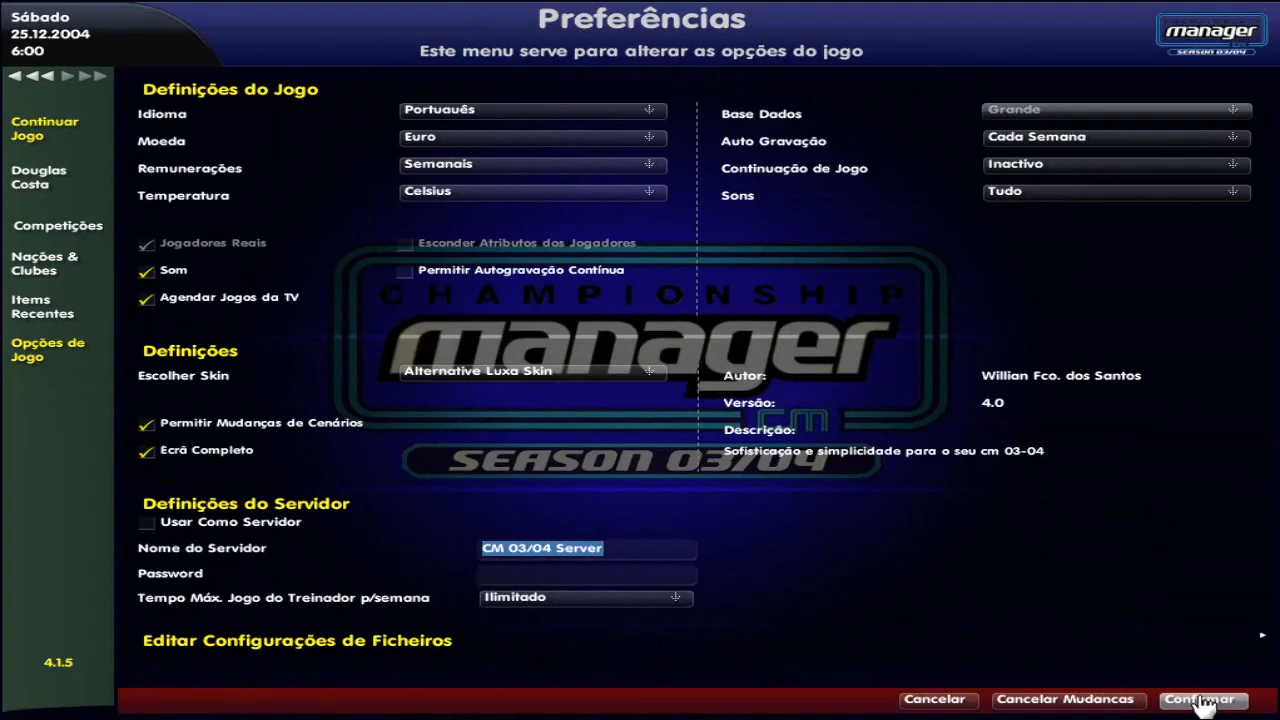 Sábado
25.12.2004
6:00
Preferências
Este menu serve para alterar as opções do jogo
manager
SEASON 03/04
Continuar
Jogo
Douglas
Costa
Competições
Nações &
Clubes
Items
Recentes
Opções de
Jogo
4.1.5
Definições do Jogo
Idioma
Portuauês
Moeda
Euro
Remunerações
Semanais
Temperatura
Celsius
Base Dados
Grande
Auto Gravação
Cada Semana
Continuação de Jogo
Inactivo
Sons
Tudo
Jogadores Reais
Esconder Atributos dos Jogadores
Som
Permitir Autogravação Contínua
Agendar Jogos da TV
CHAMPIONSHIP
manager
cm
SEASON 03/04
Definições
Escolher Skin
Alternative Luxa Skin
Autor:
Willian Fco. dos Santos
Versão:
4.0
Descrição:
Sofisticação e simplicidade para o seu cm 03-04
Permitir Mudanças de Cenários
Ecrã Completo
Definições do Servidor
Usar Como Servidor
Nome do Servidor
CM 03/04 Server
Password
Tempo Máx. Jogo do Treinador p/semana
Ilimitado
Editar Configurações de Ficheiros
Cancelar
Cancelar Mudancas
Confirmar